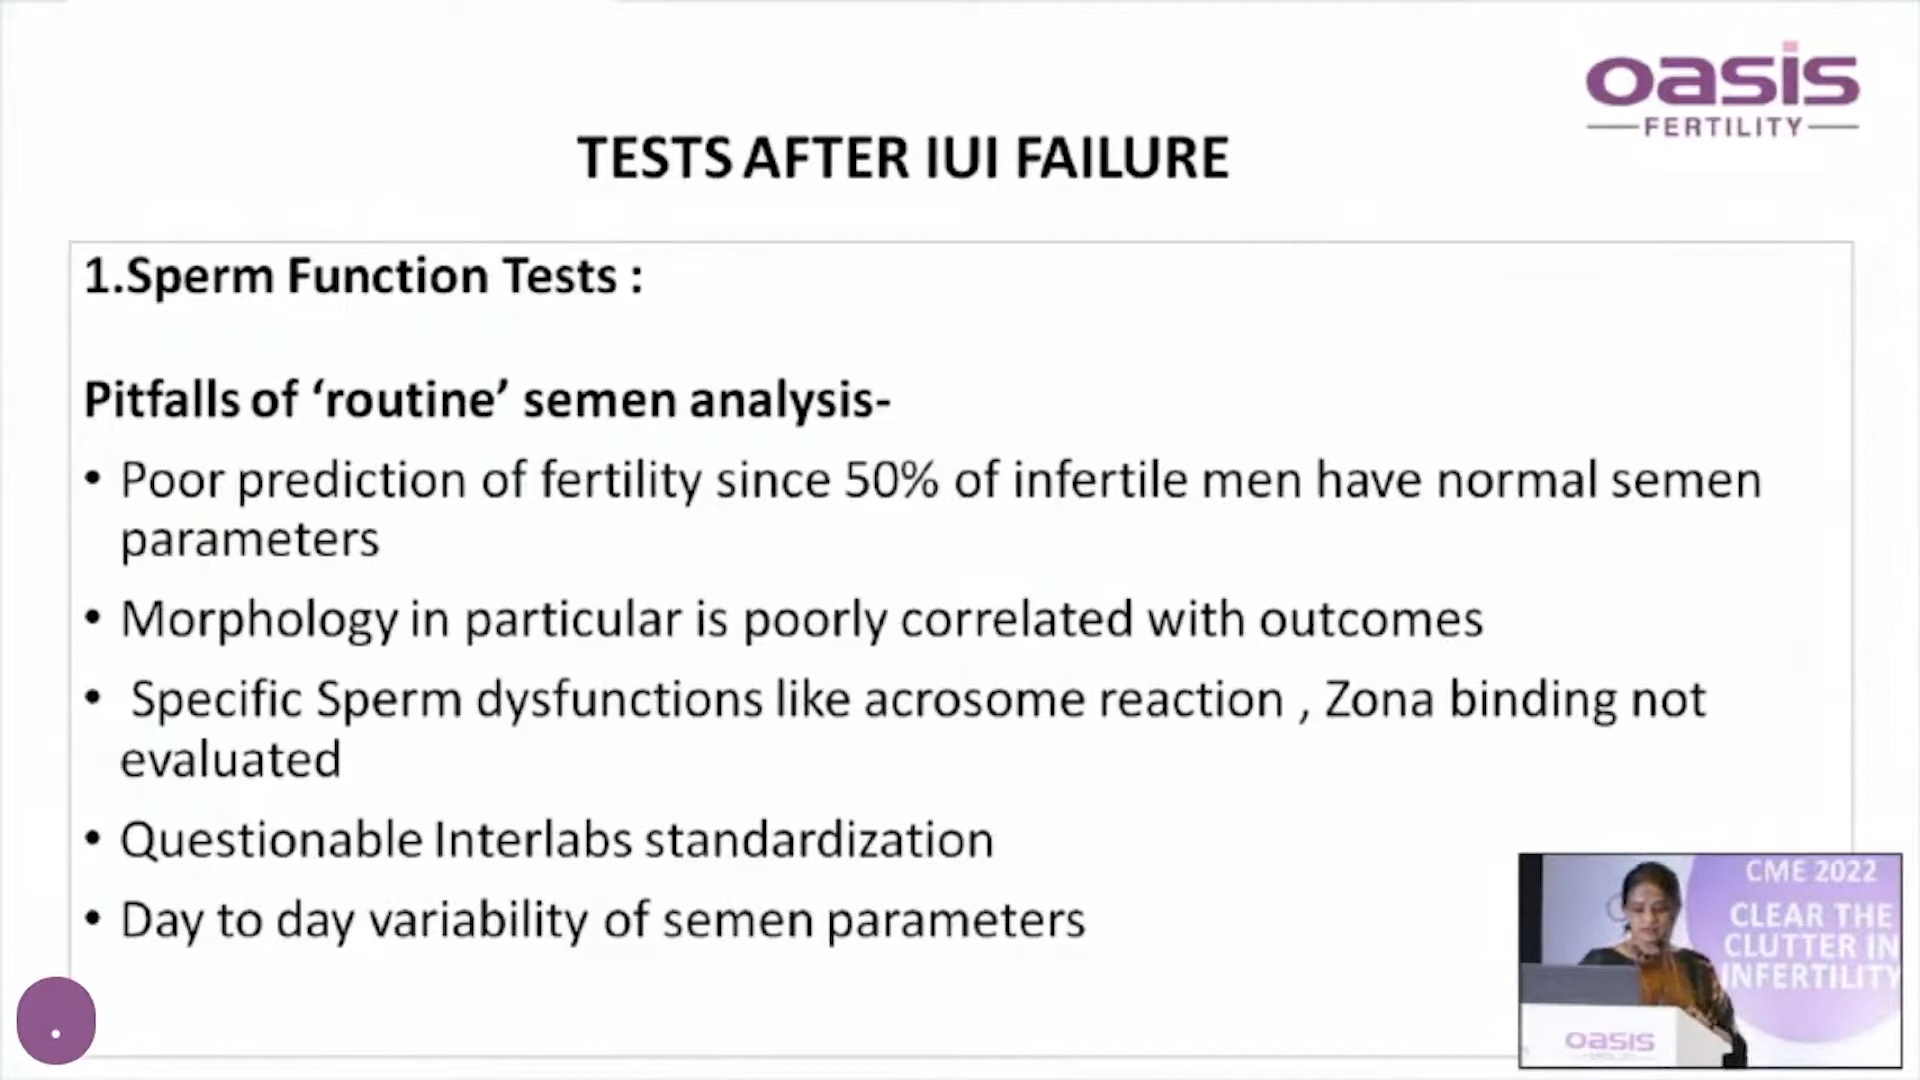 oasis
FERTILITY
TESTS AFTER IUI FAILURE
1.Sperm Function Tests :
Pitfalls of ‘routine’ semen analysis-
• Poor prediction of fertility since 50% of infertile men have normal semen
parameters
• Morphology in particular is poorly correlated with outcomes
• Specific Sperm dysfunctions like acrosome reaction , Zona binding not
evaluated
• Questionable Interlabs standardization
• Day to day variability of semen parameters
CME 2022
CLEAR THE
CLUTTER IN
INFERTILITY
oasis